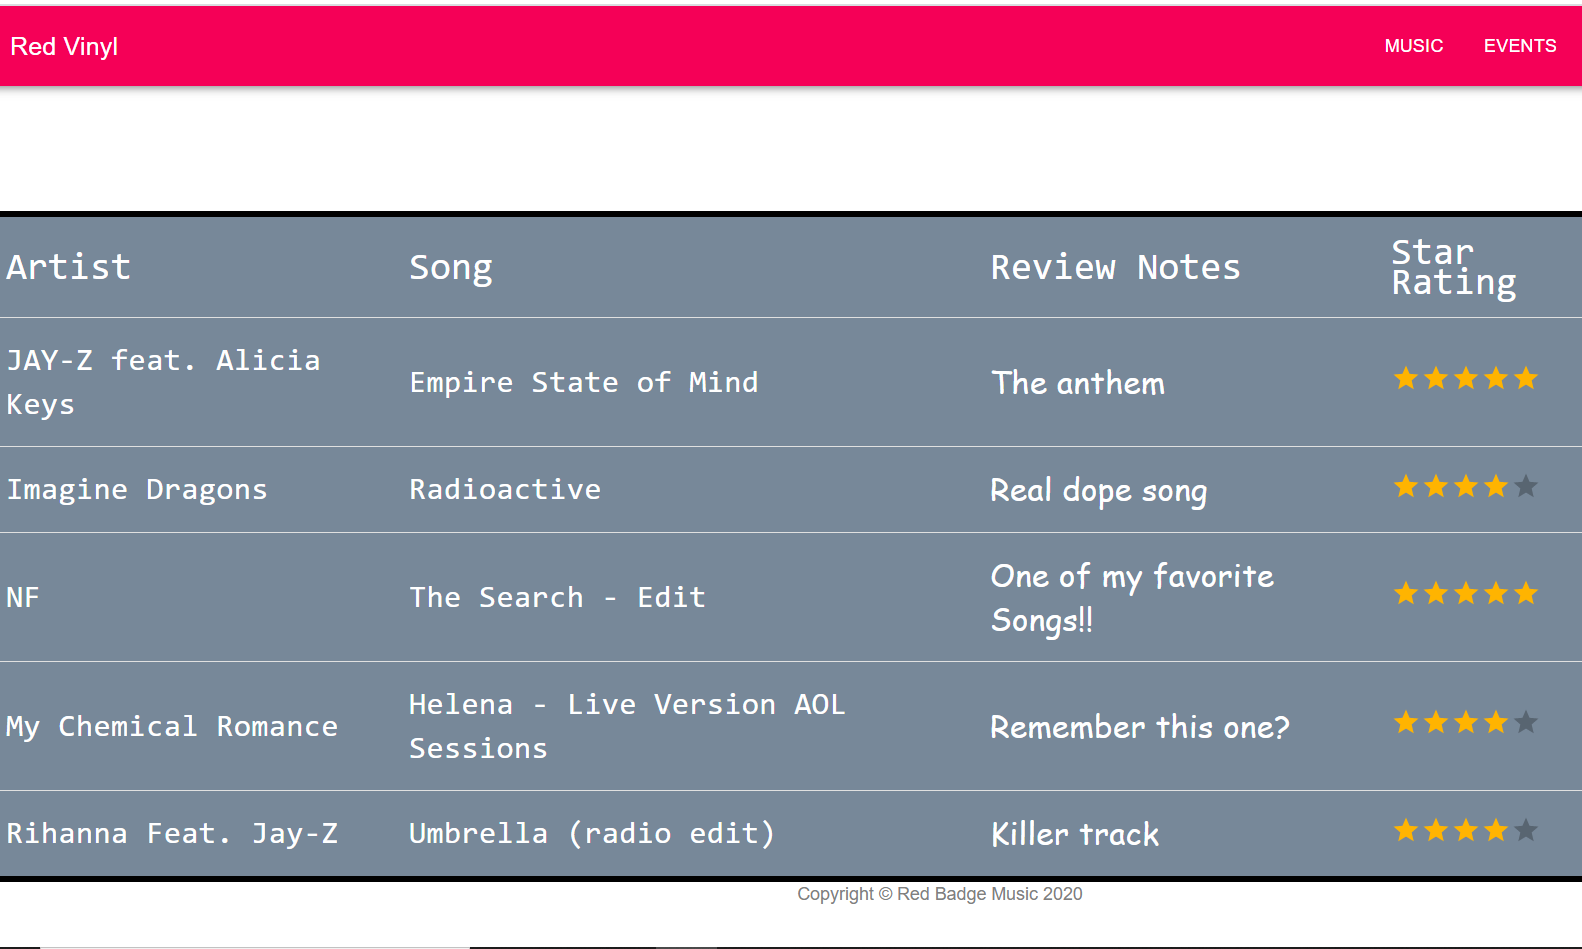 Red Vinyl
MUSIC EVENTS
Artist Song Review Notes Star
Rating
JAY-Z feat. Alicia
Keys
Empire State of Mind
The anthem
Imagine Dragons Radioactive Real dope song
NF The Search - Edit
One of my favorite
Songs!!
My Chemical Romance
Helena - Live Version AOL
Sessions
Remember this one?
Rihanna Feat. Jay-Z Umbrella (radio edit) Killer track
Copyright © Red Badge Music 2020